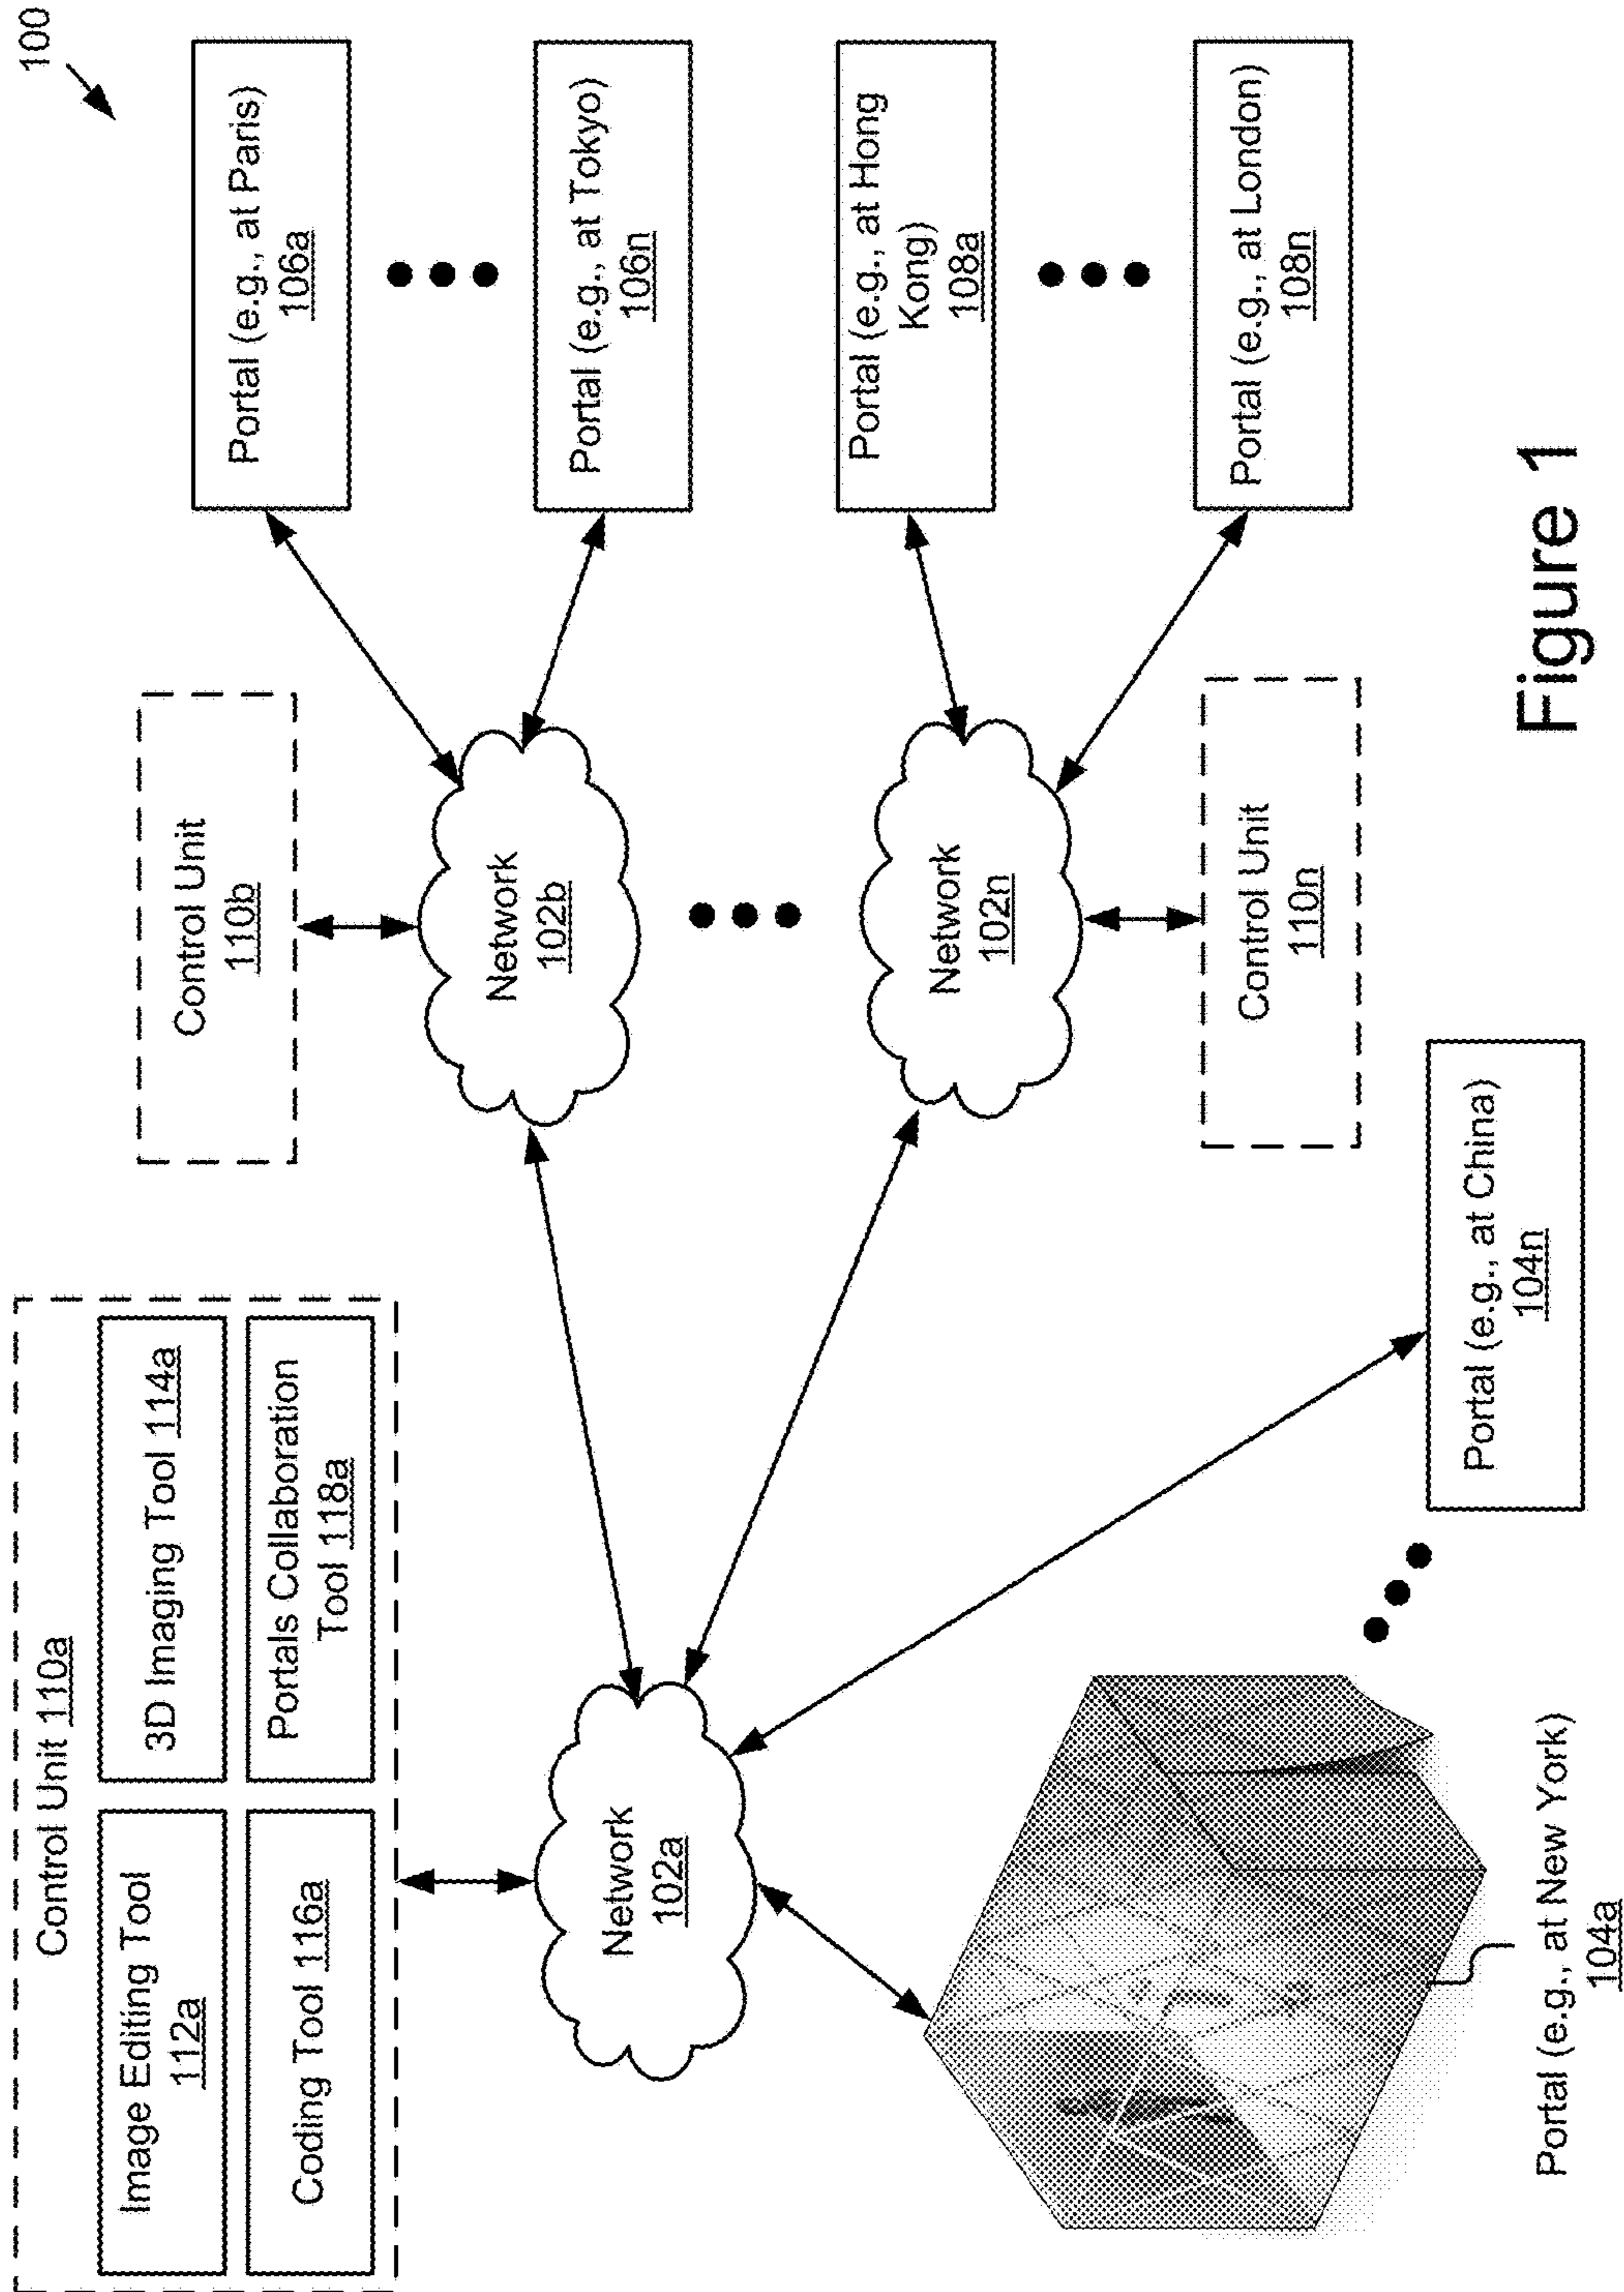 100
Control Unit 110a
Image Editing Tool
112a
3D Imaging Tool 114a
Coding Tool 116a
Portals Collaboration
Tool 118a
Control Unit
110b
Portal (e.g., at Paris)
106a
Network
102a
Network
102b
Portal (e.g., at Tokyo)
106n
Network
102n
Portal (e.g., at Hong
Kong)
108a
Control Unit
110n
Portal (e.g., at London)
108n
Portal (e.g., at New York)
104a
Portal (e.g., at China)
104n
Figure 1